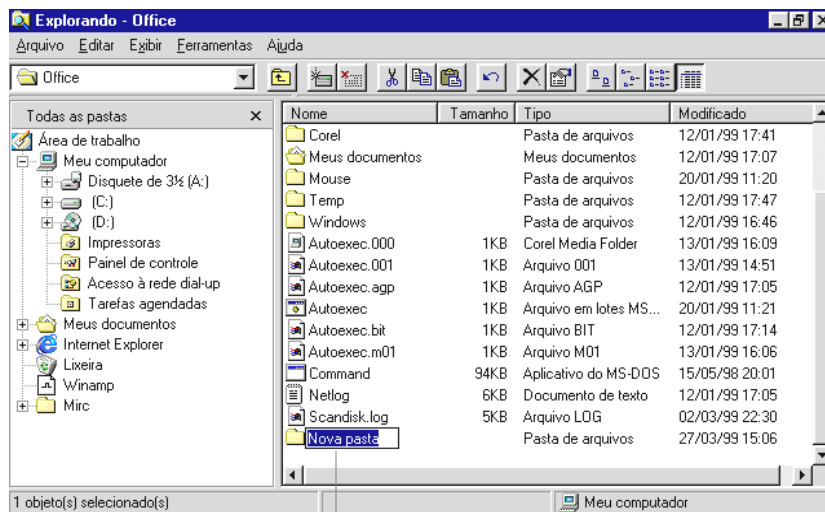 Explorando - Office
Arquivo Editar Exibir Ferramentas Ajuda
Office
Todas as pastas
Área de trabalho
Meu computador
Disquete de 3½ (A:)
(C:)
(D:)
Impressoras
Painel de controle
Acesso à rede dial-up
Tarefas agendadas
Meus documentos
Internet Explorer
Lixeira
Winamp
Mirc
Nome Tamanho Tipo Modificado
Corel Pasta de arquivos 12/01/99 17:41
Meus documentos Meus documentos 12/01/99 17:07
Mouse Pasta de arquivos 20/01/99 11:20
Temp Pasta de arquivos 12/01/99 17:47
Windows Pasta de arquivos 12/01/99 16:46
Autoexec.000 1KB Corel Media Folder 13/01/99 16:09
Autoexec.001 1KB Arquivo 001 13/01/99 14:51
Autoexec.agp 1KB Arquivo AGP 12/01/99 17:05
Autoexec 1KB Arquivo em lotes MS... 20/01/99 11:21
Autoexec.bit 1KB Arquivo BIT 12/01/99 17:14
Autoexec.m01 1KB Arquivo M01 13/01/99 16:06
Command 94KB Aplicativo do MS-DOS 15/05/98 20:01
Netlog 6KB Documento de texto 12/01/99 17:05
Scandisk.log 5KB Arquivo LOG 02/03/99 22:30
Nova pasta Pasta de arquivos 27/03/99 15:06
1 objeto(s) selecionado(s) Meu computador